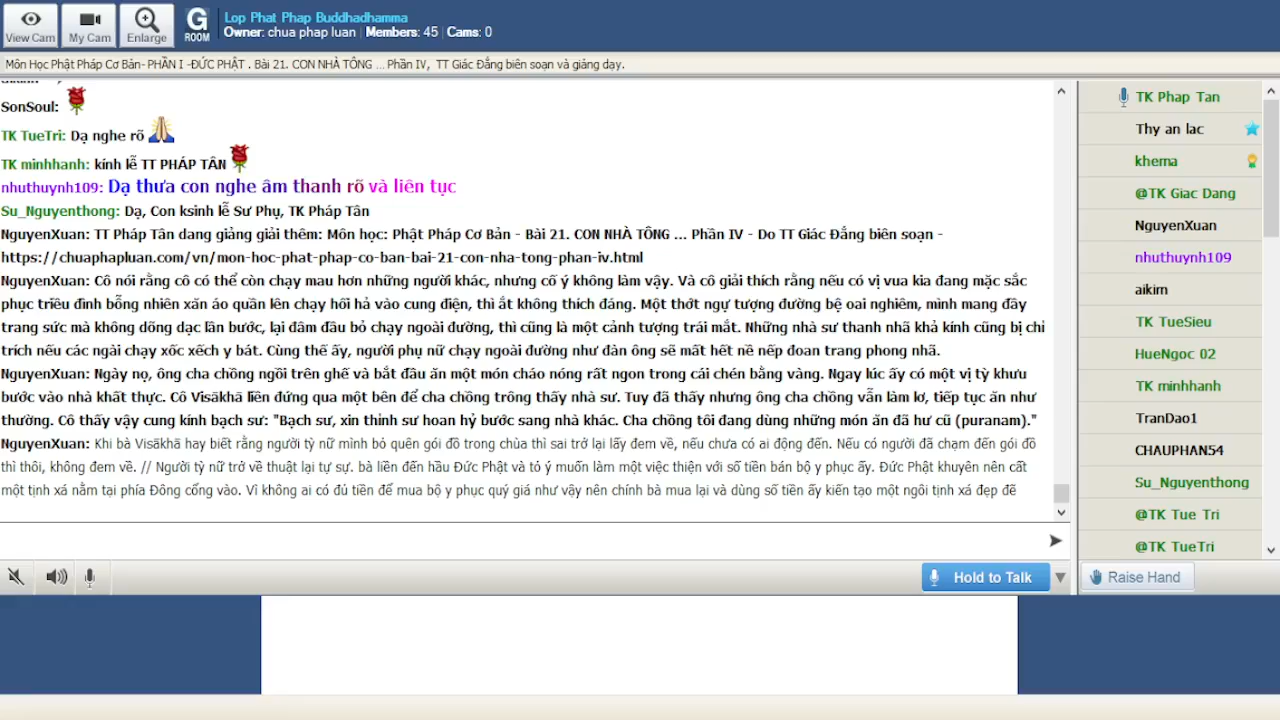 View Cam
My Cam
Enlarge
G
ROOM
Lop Phat Phap Buddhadhamma
Owner: chua phap luan | Members: 45 | Cams: 0
Môn Học Phật Pháp Cơ Bản- PHẦN I -ĐỨC PHẬT . Bài 21. CON NHÀ TÔNG ... Phần IV, TT Giác Đẳng biên soạn và giảng dạy.
SonSoul:
TK TueTri: Dạ nghe rõ
TK minhhanh: kính lễ TT PHÁP TÂN
nhuthuynh109: Dạ thưa con nghe âm thanh rõ và liên tục
Su_Nguyenthong: Dạ, Con ksinh lễ Sư Phụ, TK Pháp Tân
NguyenXuan: TT Pháp Tân dang giảng giải thêm: Môn học: Phật Pháp Cơ Bản - Bài 21. CON NHÀ TÔNG ... Phần IV - Do TT Giác Đẳng biên soạn -
https://chuaphapluan.com/vn/mon-hoc-phat-phap-co-ban-bai-21-con-nha-tong-phan-iv.html
NguyenXuan: Cô nói rằng cô có thể còn chạy mau hơn những người khác, nhưng cố ý không làm vậy. Và cô giải thích rằng nếu có vị vua kia đang mặc sắc
phục triều đình bỗng nhiên xăn áo quần lên chạy hối hả vào cung điện, thì ắt không thích đáng. Một thớt ngự tượng đường bệ oai nghiêm, mình mang đầy
trang sức mà không dõng dạc lần bước, lại đâm đầu bỏ chạy ngoài đường, thì cũng là một cảnh tượng trái mắt. Những nhà sư thanh nhã khả kính cũng bị chỉ
trích nếu các ngài chạy xốc xếch y bát. Cùng thế ấy, người phụ nữ chạy ngoài đường như đàn ông sẽ mất hết nề nếp đoan trang phong nhã.
NguyenXuan: Ngày nọ, ông cha chồng ngồi trên ghế và bắt đầu ăn một món cháo nóng rất ngon trong cái chén bằng vàng. Ngay lúc ấy có một vị tỳ khưu
bước vào nhà khất thực. Cô Visākhā liền đứng qua một bên để cha chồng trông thấy nhà sư. Tuy đã thấy nhưng ông cha chồng vẫn làm lơ, tiếp tục ăn như
thường. Cô thấy vậy cung kính bạch sư: "Bạch sư, xin thỉnh sư hoan hỷ bước sang nhà khác. Cha chồng tôi đang dùng những món ăn đã hư cũ (puranam)."
NguyenXuan: Khi bà Visākhā hay biết rằng người tỳ nữ mình bỏ quên gói đồ trong chùa thì sai trở lại lấy đem về, nếu chưa có ai động đến. Nếu có người đã chạm đến gói đồ
thì thôi, không đem về. // Người tỳ nữ trở về thuật lại tự sự. bà liền đến hầu Đức Phật và tỏ ý muốn làm một việc thiện với số tiền bán bộ y phục ấy. Đức Phật khuyên nên cất
một tịnh xá nằm tại phía Đông cổng vào. Vì không ai có đủ tiền để mua bộ y phục quý giá như vậy nên chính bà mua lại và dùng số tiền ấy kiến tạo một ngôi tịnh xá đẹp đẽ
Hold to Talk
TK Phap Tan
Thy an lac
khema
@TK Giac Dang
NguyenXuan
nhuthuynh109
aikim
TK TueSieu
HueNgoc 02
TK minhhanh
TranDao1
CHAUPHAN54
Su_Nguyenthong
@TK Tue Tri
@TK TueTri
Raise Hand